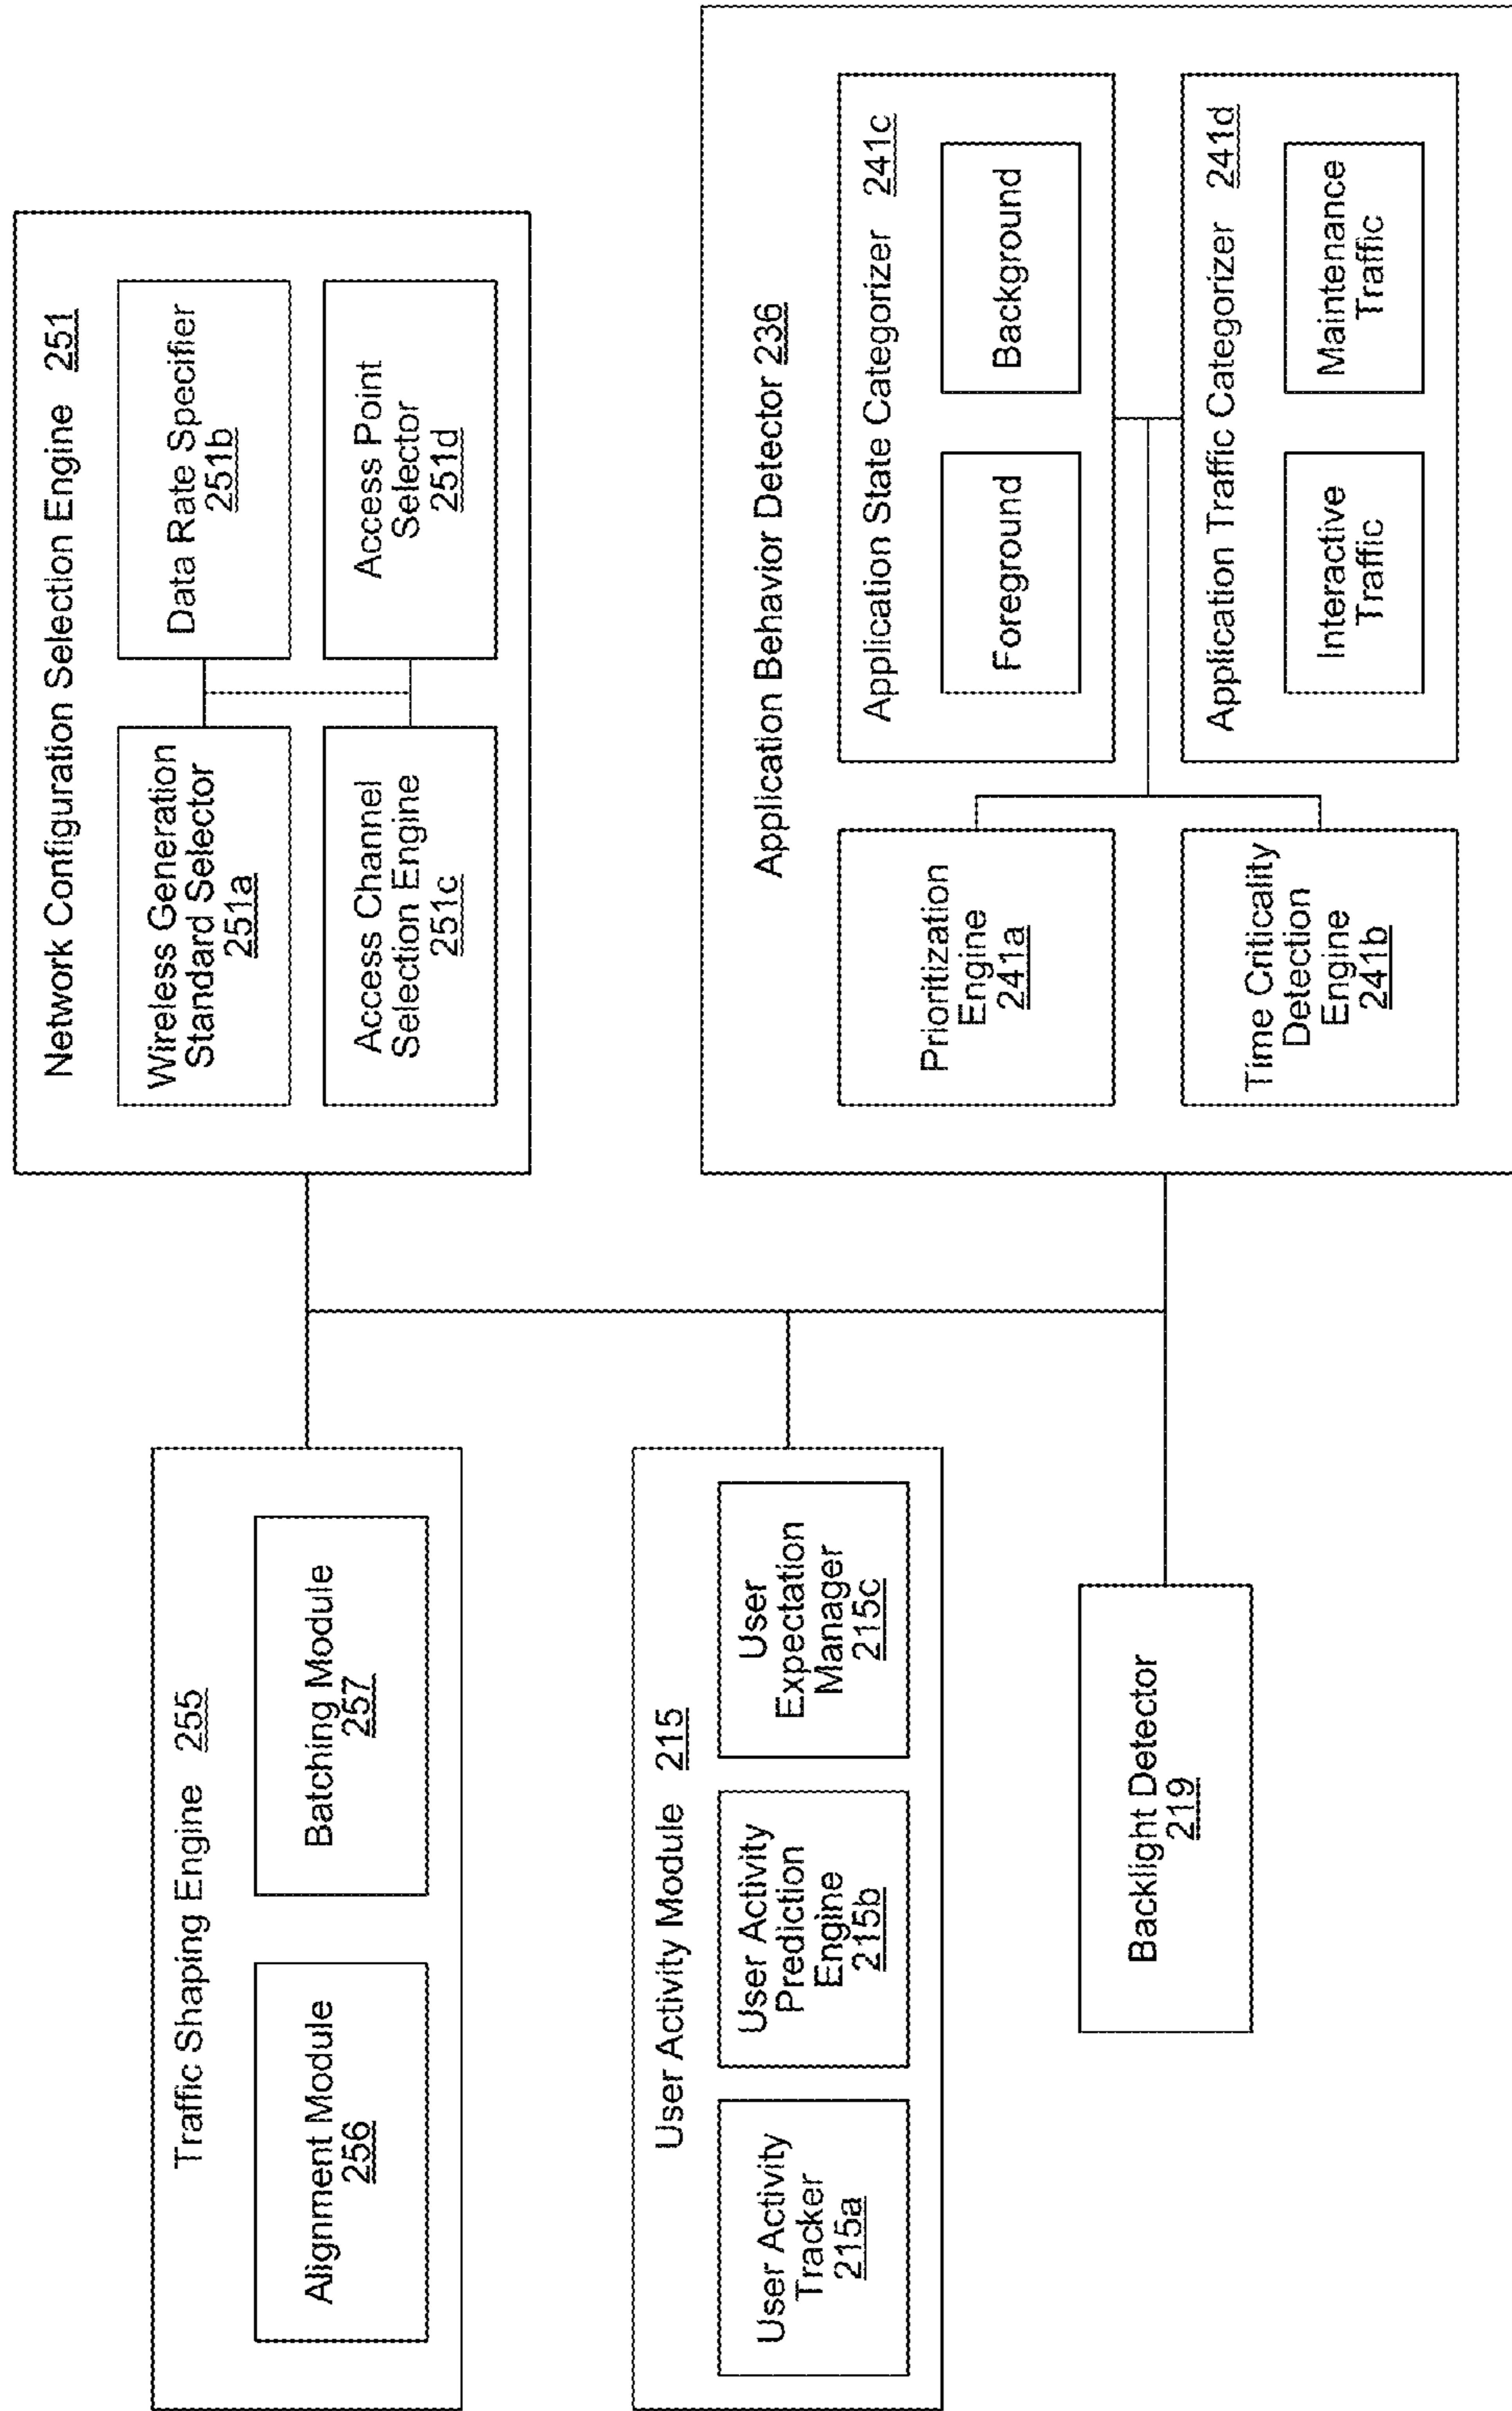 Traffic Shaping Engine 255
Alignment Module
256
Batching Module
257
User Activity Module 215
User Activity
Tracker
215a
User Activity
Prediction
Engine
215b
User
Expectation
Manager
215c
Backlight Detector
219
Network Configuration Selection Engine 251
Wireless Generation
Standard Selector
251a
Data Rate Specifier
251b
Access Channel
Selection Engine
251c
Access Point
Selector
251d
Application Behavior Detector 236
Prioritization
Engine
241a
Time Criticality
Detection
Engine
241b
Application State Categorizer 241c
Foreground
Background
Application Traffic Categorizer 241d
Interactive
Traffic
Maintenance
Traffic